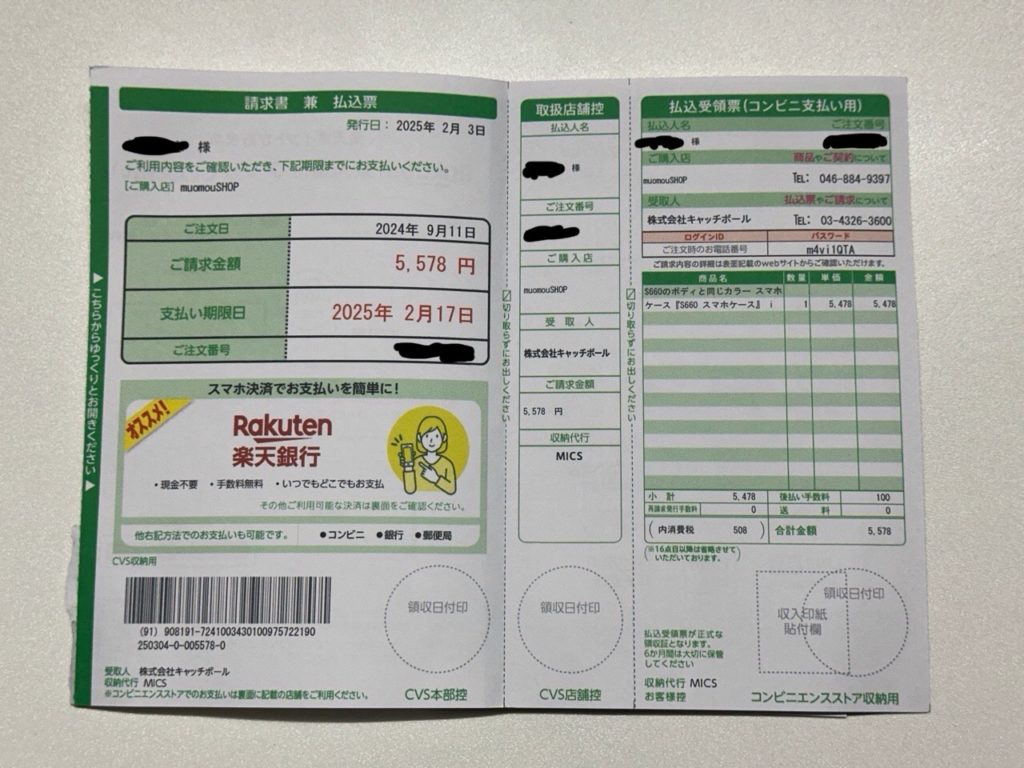 請求書 兼 払込票
発行日： 2025年 2月 3日
様
ご利用内容をご確認いただき、下記期限までにお支払いください。
[ご購入店] muomouSHOP
ご注文日 2024年 9月11日
ご請求金額 5,578 円
支払い期限日 2025年 2月17日
ご注文番号
▶こちらからゆっくりとお開きください▶
スマホ決済でお支払いを簡単に！
オススメ！
Rakuten
楽天銀行
・現金不要 ・手数料無料 ・いつでもどこでもお支払
その他ご利用可能な決済は裏面をご確認ください。
他右記方法でのお支払いも可能です。 ●コンビニ ●銀行 ●郵便局
CVS収納用
(91) 908191-7241003430100975722190
250304-0-005578-0
領収日付印
受取人 株式会社キャッチボール
収納代行 MICS
※コンビニエンスストアでのお支払いは裏面に記載の店舗をご利用ください。
CVS本部控
取扱店舗控
払込人名
様
ご注文番号
ご購入店
muomouSHOP
受取人
株式会社キャッチボール
ご請求金額
5,578 円
収納代行
MICS
領収日付印
CVS店舗控
切り取らずにお出しください
切り取らずにお出しください
払込受領票(コンビニ支払い用)
払込人名 ご注文番号
様
ご購入店 商品やご契約について
muomouSHOP TEL: 046-884-9397
受取人 払込票やご請求について
株式会社キャッチボール TEL: 03-4326-3600
ログインID パスワード
ご注文時のお電話番号 m4vi1QTA
ご請求内容の詳細は表面記載のwebサイトからご確認いただけます。
商品名 数量 単価 金額
S660のボディと同じカラー スマホ
ケース『S660 スマホケース』 i 1 5,478 5,478
小計 5,478 後払い手数料 100
再請求発行手数料 0 送料 0
(内消費税 508) 合計金額 5,578
(※16点目以降は省略させて
いただいております。)
領収日付印
収入印紙
貼付欄
払込受領票が正式な
領収証となります。
6か月間は大切に保管
してください
収納代行 MICS
お客様控
コンビニエンスストア収納用